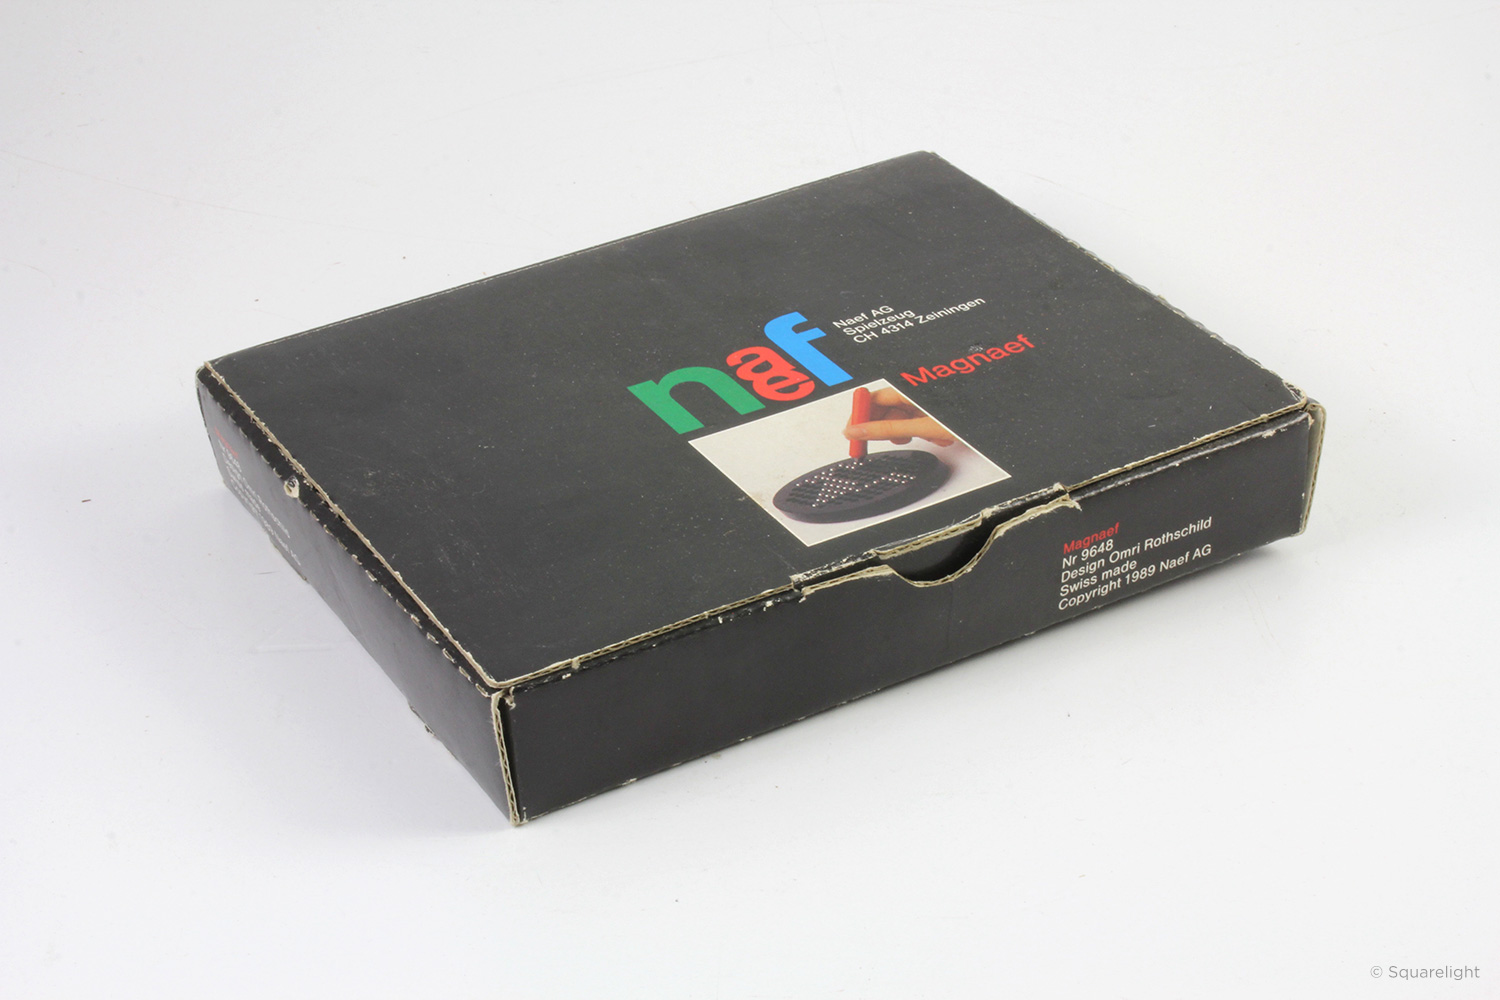 naef
Naef AG
Spielzeug
CH 4314 Zeiningen
Magnaef
Magnaef
Nr 9648
Design Omri Rothschild
Swiss made
Copyright 1989 Naef AG
© Squarelight